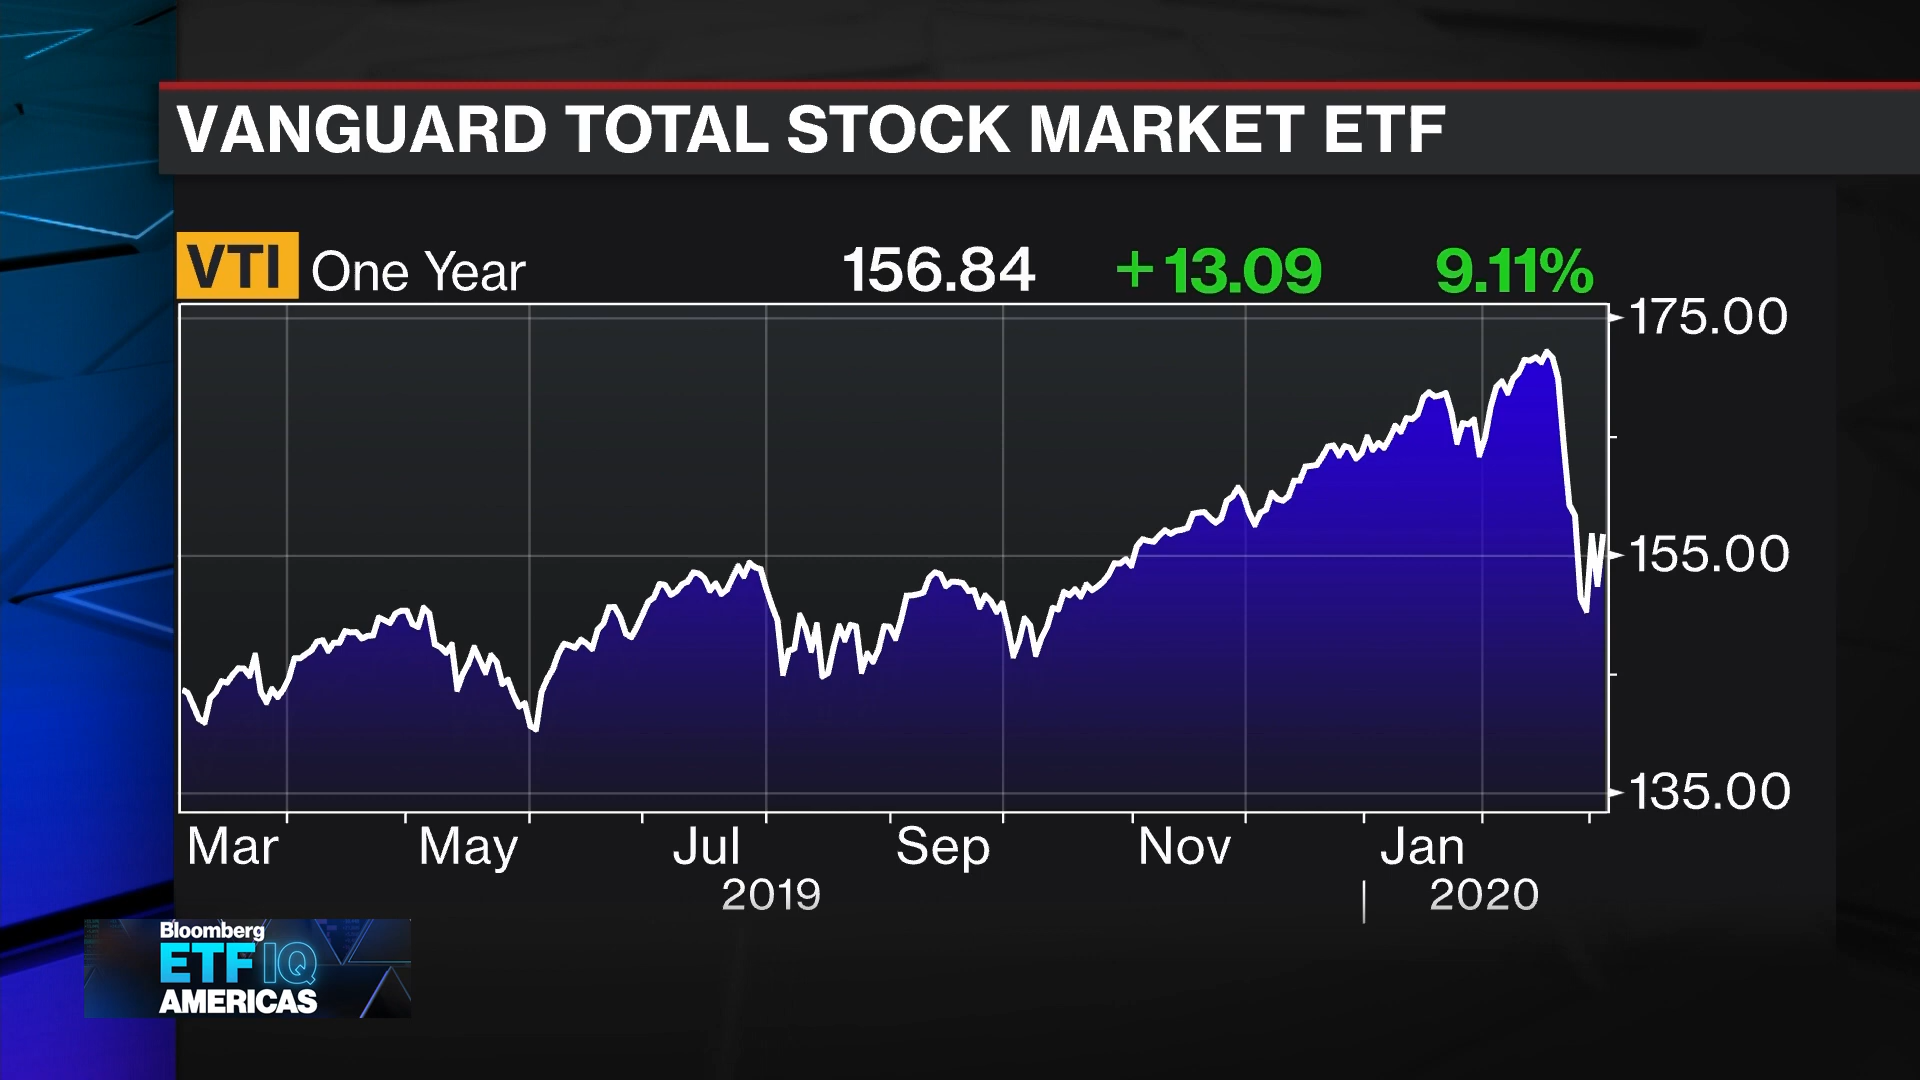 VANGUARD TOTAL STOCK MARKET ETF
VTI One Year 156.84 +13.09 9.11%
175.00
155.00
135.00
Mar May Jul Sep Nov Jan
2019 | 2020
Bloomberg
ETF IQ
AMERICAS